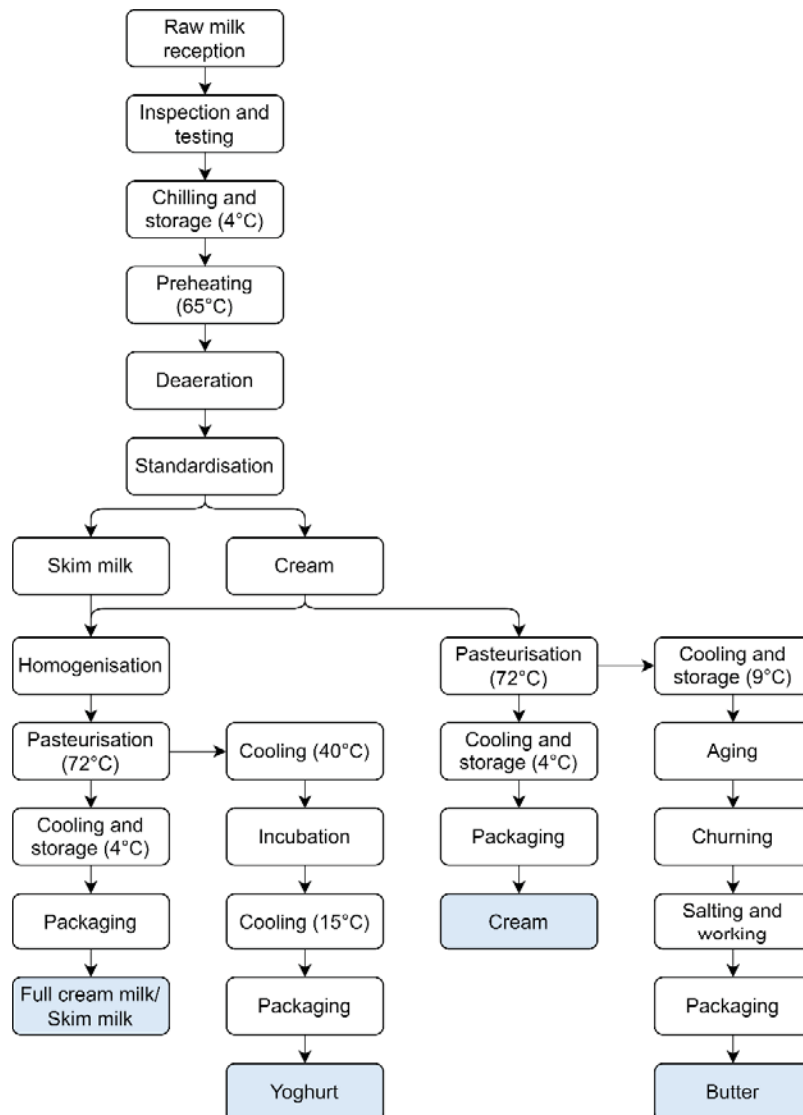 Raw milk
reception
Inspection and
testing
Chilling and
storage (4°C)
Preheating
(65°C)
Deaeration
Standardisation
Skim milk
Cream
Homogenisation
Pasteurisation
(72°C)
Cooling and
storage (9°C)
Pasteurisation
(72°C)
Cooling (40°C)
Cooling and
storage (4°C)
Aging
Cooling and
storage (4°C)
Incubation
Packaging
Churning
Packaging
Cooling (15°C)
Cream
Salting and
working
Full cream milk/
Skim milk
Packaging
Packaging
Yoghurt
Butter